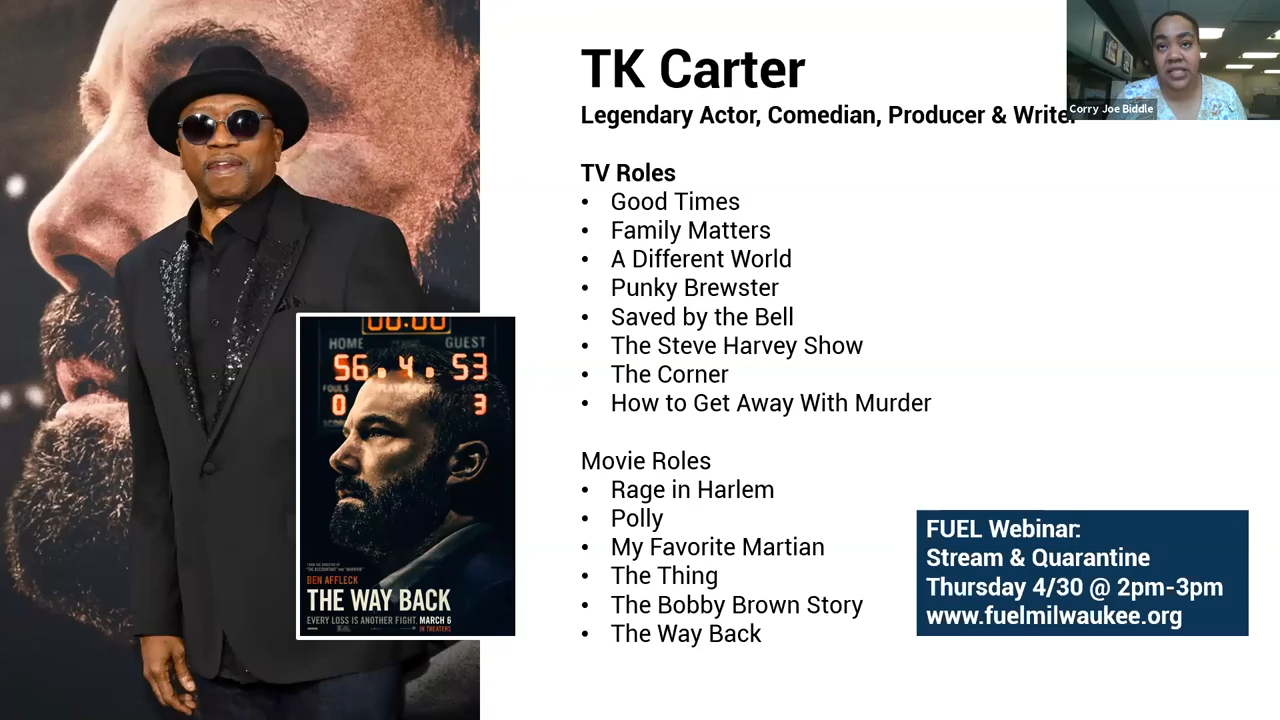 TK Carter
Legendary Actor, Comedian, Producer & Writer
Corry Joe Biddle
TV Roles
• Good Times
• Family Matters
• A Different World
• Punky Brewster
• Saved by the Bell
• The Steve Harvey Show
• The Corner
• How to Get Away With Murder
Movie Roles
• Rage in Harlem
• Polly
• My Favorite Martian
• The Thing
• The Bobby Brown Story
• The Way Back
00:00
HOME GUEST
56 4 53
FOULS
0 3
BEN AFFLECK
THE WAY BACK
EVERY LOSS IS ANOTHER FIGHT. MARCH 6
IN THEATERS
FUEL Webinar:
Stream & Quarantine
Thursday 4/30 @ 2pm-3pm
www.fuelmilwaukee.org